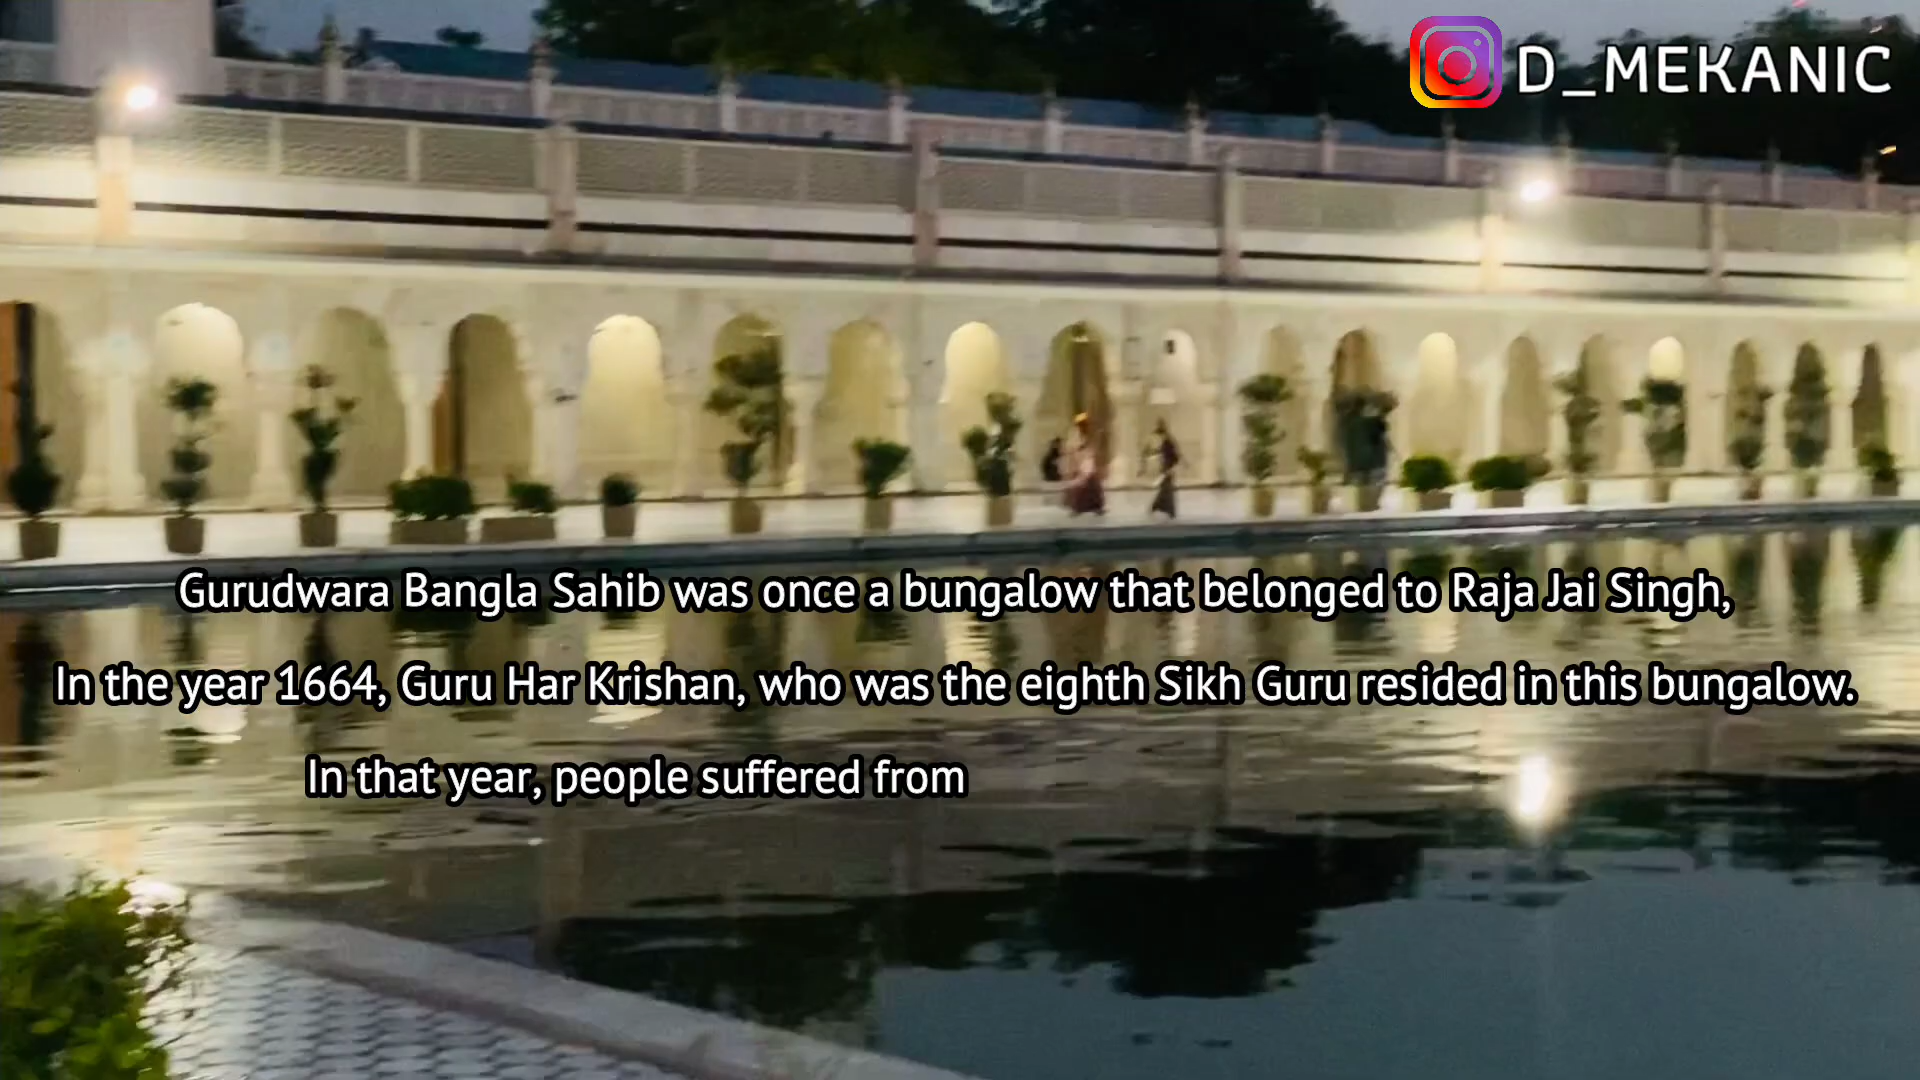 D_MEKANIC
Gurudwara Bangla Sahib was once a bungalow that belonged to Raja Jai Singh,
In the year 1664, Guru Har Krishan, who was the eighth Sikh Guru resided in this bungalow.
In that year, people suffered from